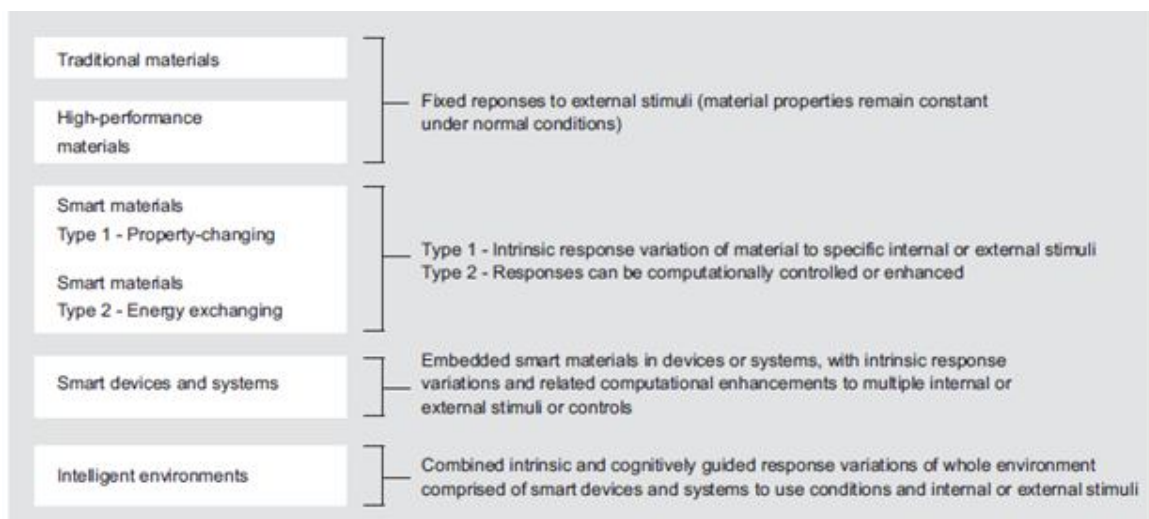 Traditional materials
High-performance
materials
Fixed reponses to external stimuli (material properties remain constant
under normal conditions)
Smart materials
Type 1 - Property-changing
Smart materials
Type 2 - Energy exchanging
Type 1 - Intrinsic response variation of material to specific internal or external stimuli
Type 2 - Responses can be computationally controlled or enhanced
Smart devices and systems
Embedded smart materials in devices or systems, with intrinsic response
variations and related computational enhancements to multiple internal or
external stimuli or controls
Intelligent environments
Combined intrinsic and cognitively guided response variations of whole environment
comprised of smart devices and systems to use conditions and internal or external stimuli